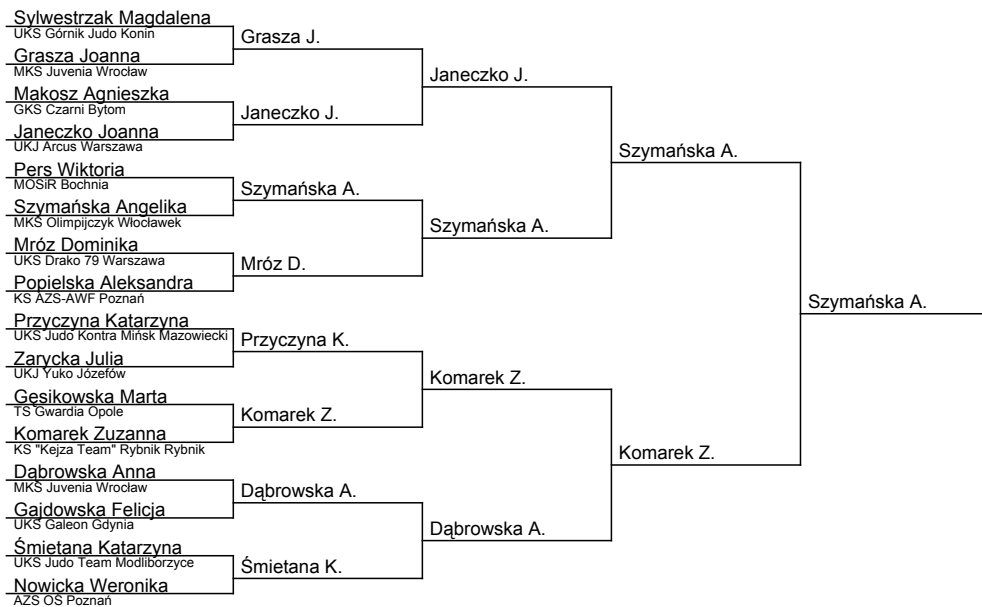 Sylwestrzak Magdalena
UKS Górnik Judo Konin
Grasza Joanna
MKS Juvenia Wrocław
Makosz Agnieszka
GKS Czarni Bytom
Janeczko Joanna
UKJ Arcus Warszawa
Pers Wiktoria
MOSiR Bochnia
Szymańska Angelika
MKS Olimpijczyk Włocławek
Mróz Dominika
UKS Drako 79 Warszawa
Popielska Aleksandra
KS AZS-AWF Poznań
Przyczyna Katarzyna
UKS Judo Kontra Mińsk Mazowiecki
Zarycka Julia
UKJ Yuko Józefów
Gęsikowska Marta
TS Gwardia Opole
Komarek Zuzanna
KS "Kejza Team" Rybnik Rybnik
Dąbrowska Anna
MKS Juvenia Wrocław
Gajdowska Felicja
UKS Galeon Gdynia
Śmietana Katarzyna
UKS Judo Team Modliborzyce
Nowicka Weronika
AZS OŚ Poznań
Grasza J.
Janeczko J.
Szymańska A.
Mróz D.
Przyczyna K.
Komarek Z.
Dąbrowska A.
Śmietana K.
Janeczko J.
Szymańska A.
Komarek Z.
Dąbrowska A.
Szymańska A.
Komarek Z.
Szymańska A.